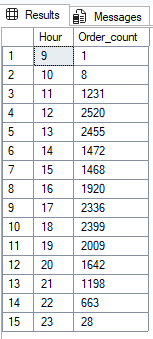 Results Messages
Hour Order_count
1 9 1
2 10 8
3 11 1231
4 12 2520
5 13 2455
6 14 1472
7 15 1468
8 16 1920
9 17 2336
10 18 2399
11 19 2009
12 20 1642
13 21 1198
14 22 663
15 23 28